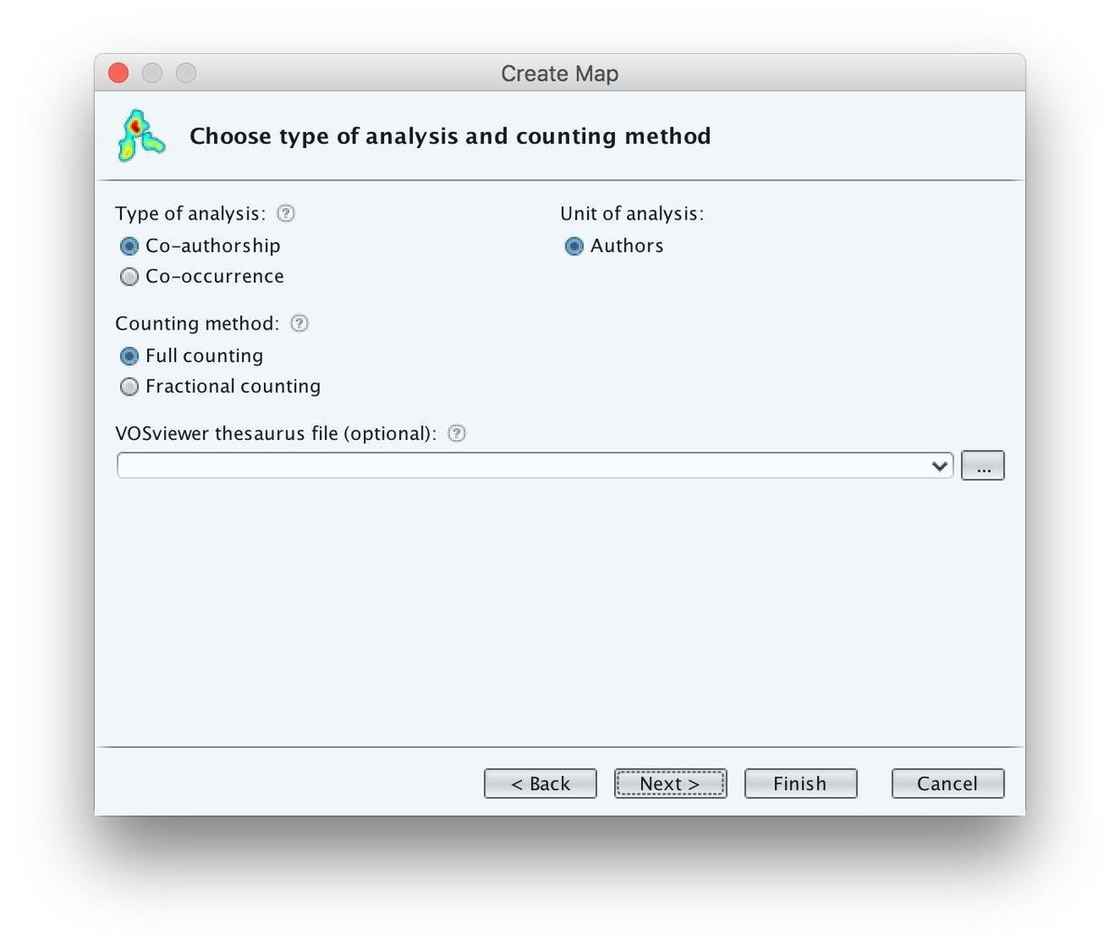 Create Map
Choose type of analysis and counting method
Type of analysis: ?
Unit of analysis:
Co-authorship
Authors
Co-occurrence
Counting method: ?
Full counting
Fractional counting
VOSviewer thesaurus file (optional): ?
...
< Back
Next >
Finish
Cancel